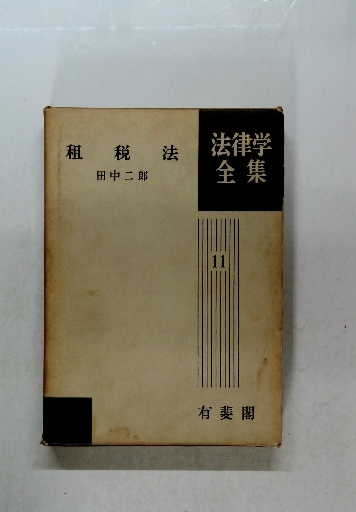 租税法
田中二郎
法律学
全集
11
有斐閣